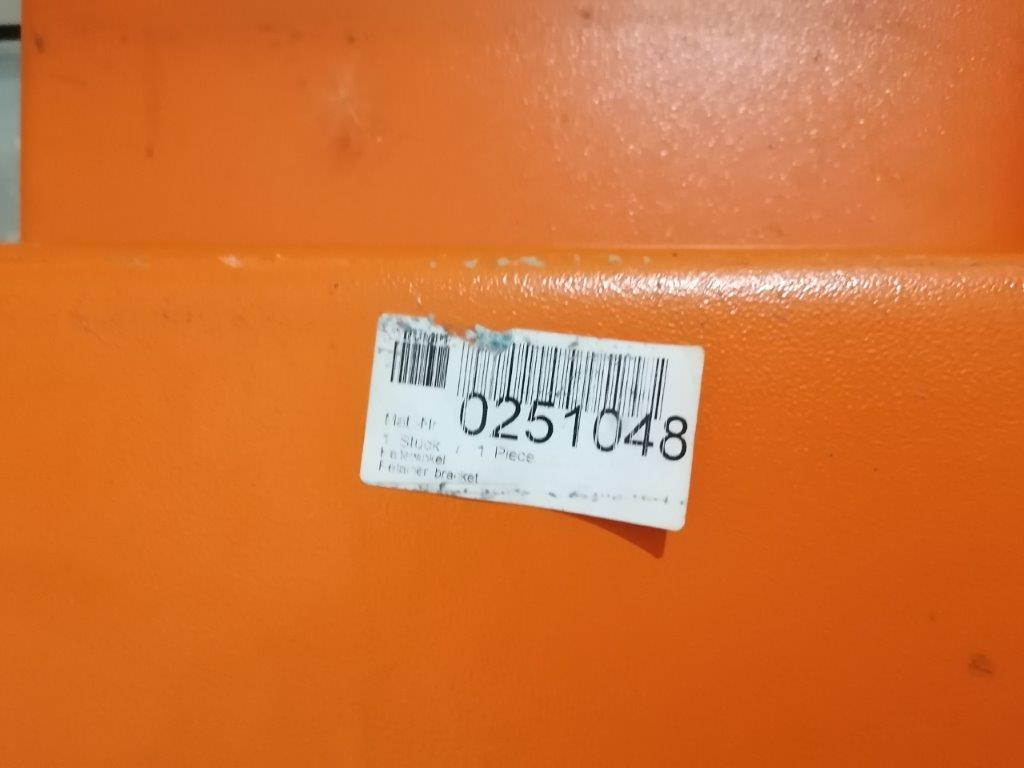 Mat.-Nr. 0251048
1 Stück / 1 Piece
Haltewinkel
Retainer bracket